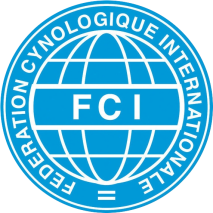 FEDERATION CYNOLOGIQUE INTERNATIONALE
FCI